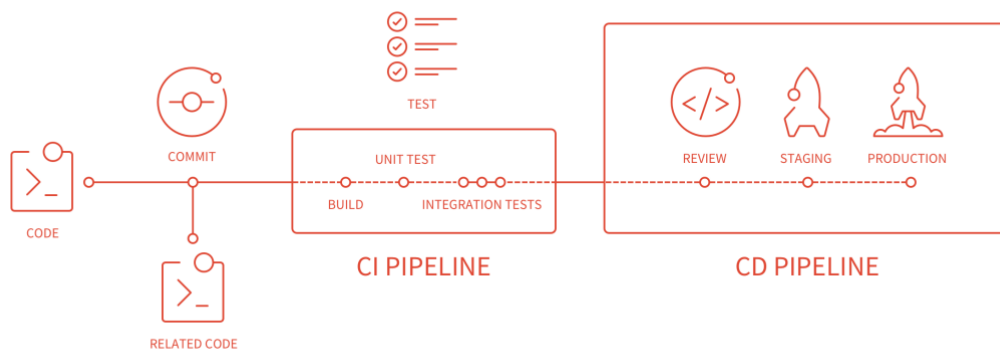 TEST
COMMIT
UNIT TEST
REVIEW
STAGING
PRODUCTION
CODE
BUILD
INTEGRATION TESTS
CI PIPELINE
CD PIPELINE
RELATED CODE